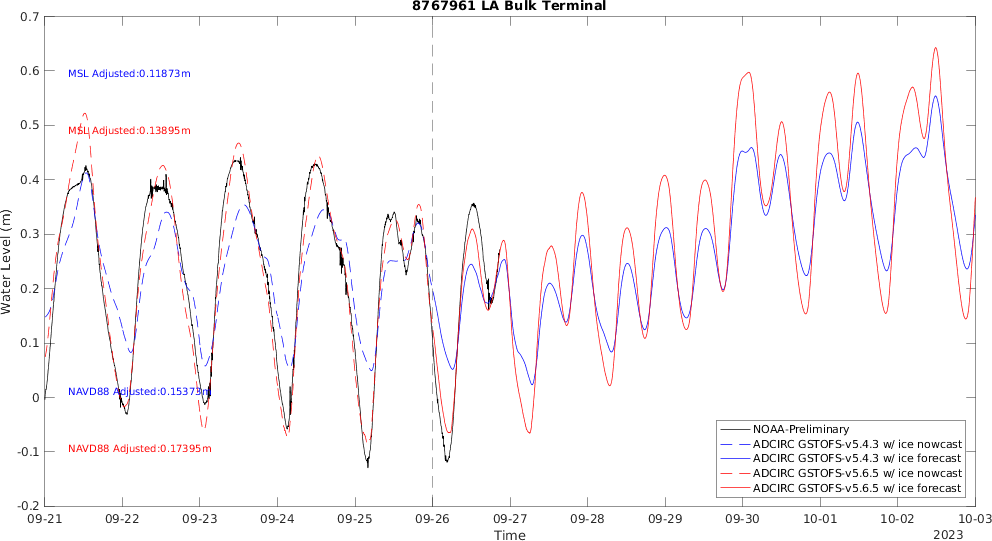 8767961 LA Bulk Terminal
0.7
0.6
0.5
0.4
0.3
0.2
0.1
0
-0.1
-0.2
Water Level (m)
MSL Adjusted:0.11873m
MSL Adjusted:0.13895m
NAVD88 Adjusted:0.15373m
NAVD88 Adjusted:0.17395m
NOAA-Preliminary
ADCIRC GSTOFS-v5.4.3 w/ ice nowcast
ADCIRC GSTOFS-v5.4.3 w/ ice forecast
ADCIRC GSTOFS-v5.6.5 w/ ice nowcast
ADCIRC GSTOFS-v5.6.5 w/ ice forecast
09-21 09-22 09-23 09-24 09-25 09-26 09-27 09-28 09-29 09-30 10-01 10-02 10-03
Time
2023